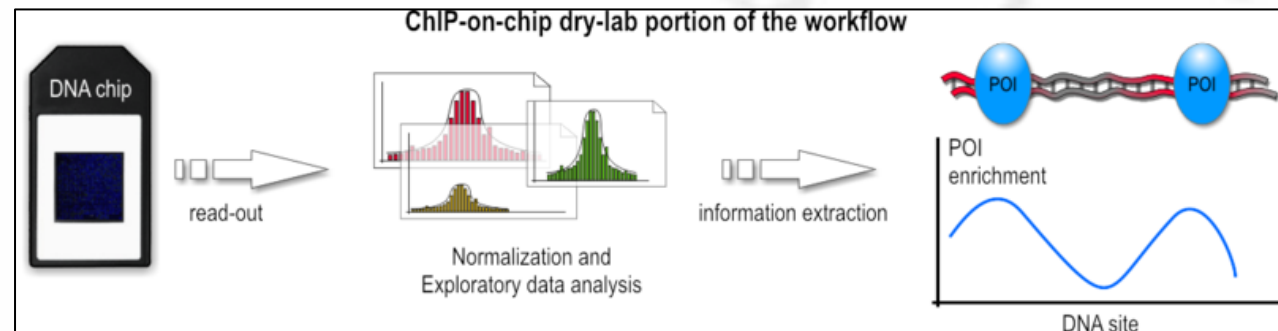 ChIP-on-chip dry-lab portion of the workflow
DNA chip
read-out
Normalization and
Exploratory data analysis
information extraction
POI
POI
POI
enrichment
DNA site